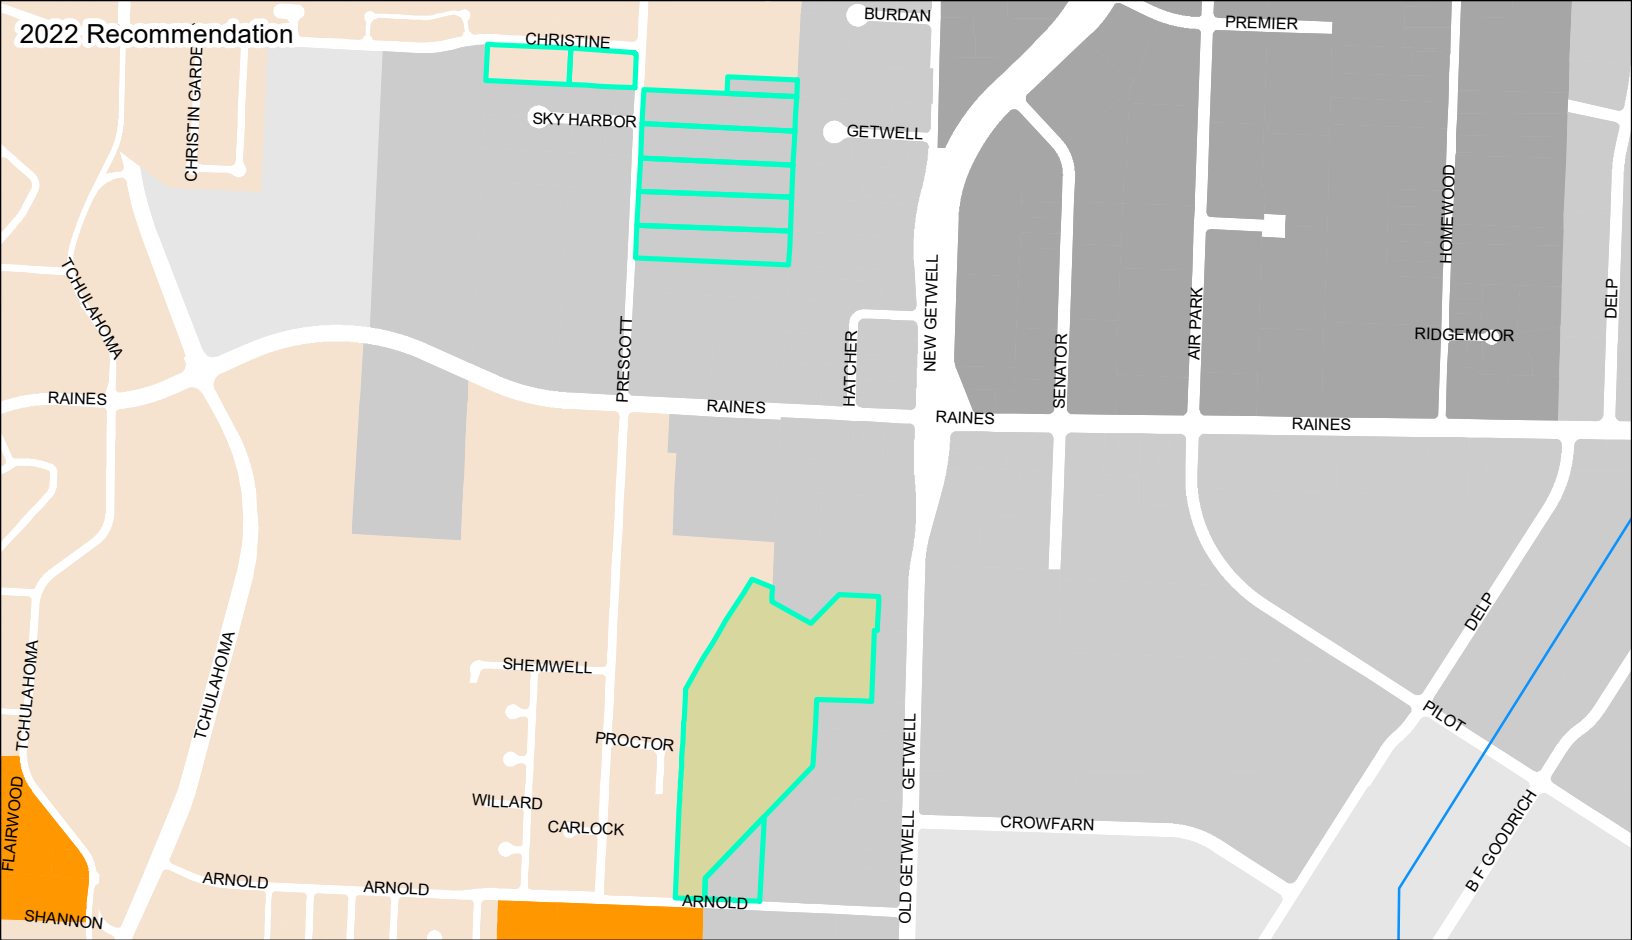 2022 Recommendation
BURDAN
PREMIER
CHRISTINE
CHRISTIN GARDE
SKY HARBOR
GETWELL
HOMEWOOD
TCHULAHOMA
NEW GETWELL
DELP
AIR PARK
PRESCOTT
HATCHER
SENATOR
RIDGEMOOR
RAINES
RAINES
RAINES
RAINES
DELP
TCHULAHOMA
TCHULAHOMA
SHEMWELL
PILOT
PROCTOR
GETWELL
WILLARD
CARLOCK
CROWFARN
FLAIRWOOD
OLD GETWELL
B F GOODRICH
ARNOLD
ARNOLD
ARNOLD
SHANNON